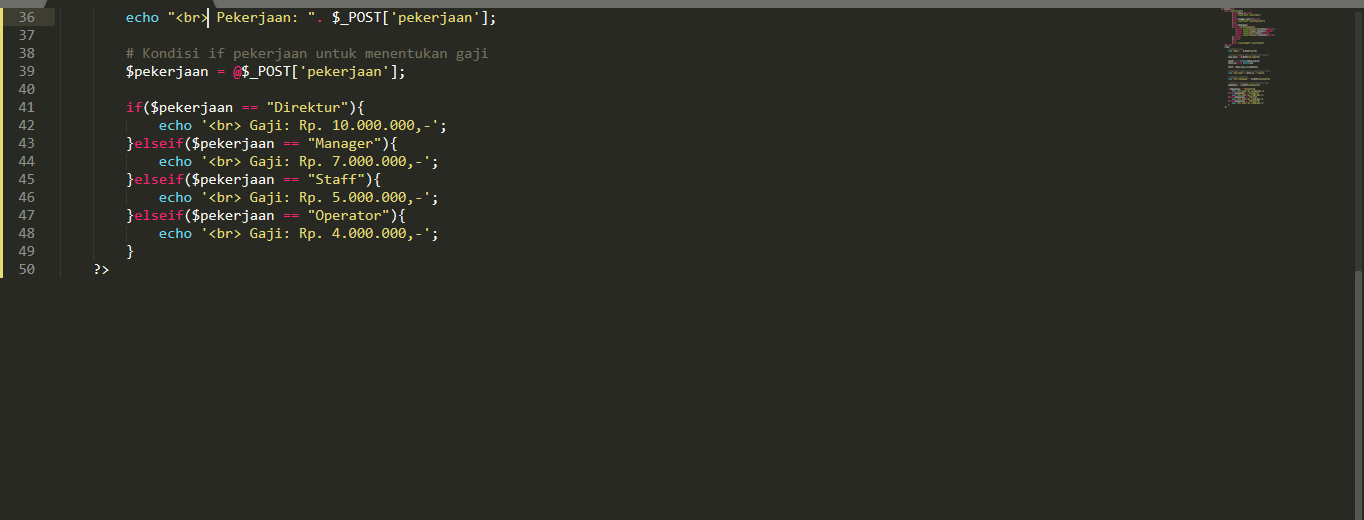 36 echo "<br> Pekerjaan: ". $_POST['pekerjaan'];
37
38 # Kondisi if pekerjaan untuk menentukan gaji
39 $pekerjaan = @$_POST['pekerjaan'];
40
41 if($pekerjaan == "Direktur"){
42 echo '<br> Gaji: Rp. 10.000.000,-';
43 }elseif($pekerjaan == "Manager"){
44 echo '<br> Gaji: Rp. 7.000.000,-';
45 }elseif($pekerjaan == "Staff"){
46 echo '<br> Gaji: Rp. 5.000.000,-';
47 }elseif($pekerjaan == "Operator"){
48 echo '<br> Gaji: Rp. 4.000.000,-';
49 }
50 ?>